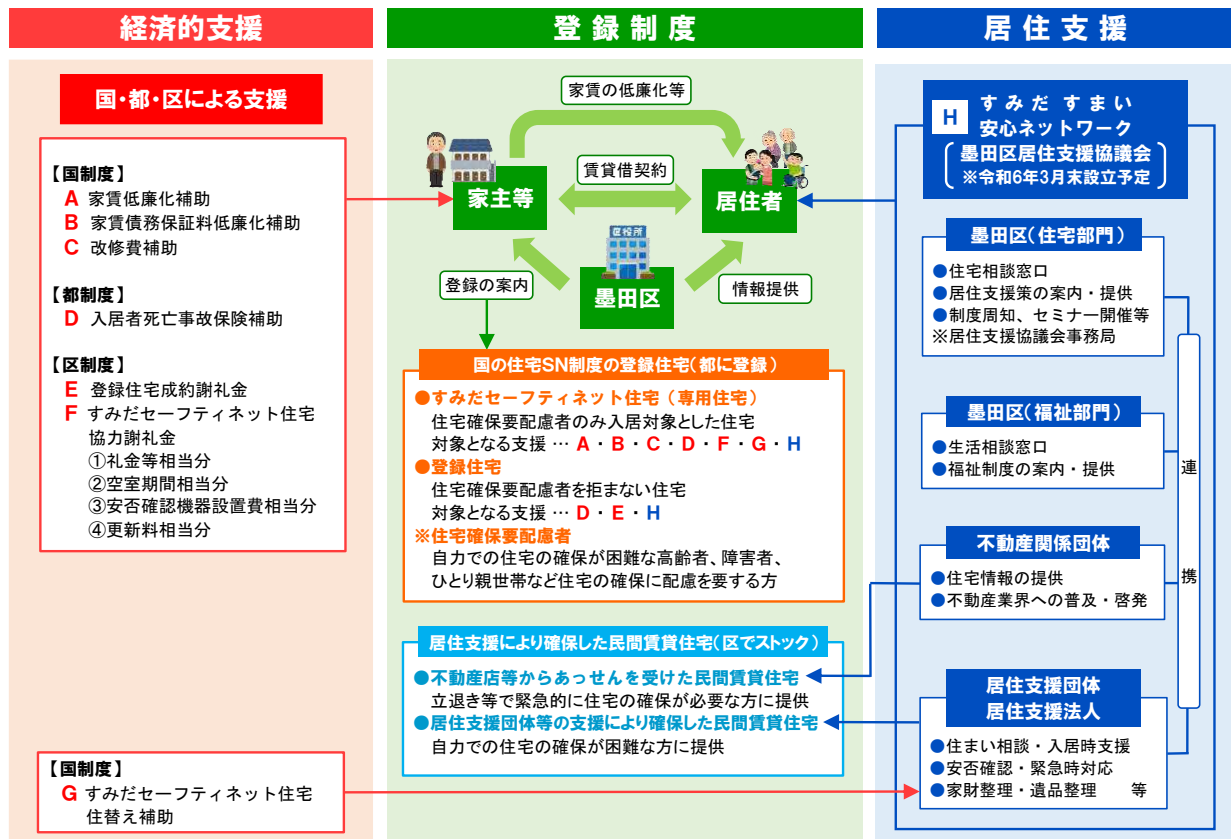 経済的支援
国・都・区による支援
【国制度】
A 家賃低廉化補助
B 家賃債務保証料低廉化補助
C 改修費補助
【都制度】
D 入居者死亡事故保険補助
【区制度】
E 登録住宅成約謝礼金
F すみだセーフティネット住宅
協力謝礼金
①礼金等相当分
②空室期間相当分
③安否確認機器設置費相当分
④更新料相当分
【国制度】
G すみだセーフティネット住宅
住替え補助
登録制度
家賃の低廉化等
賃貸借契約
家主等
居住者
区役所
墨田区
登録の案内
情報提供
国の住宅SN制度の登録住宅(都に登録)
●すみだセーフティネット住宅(専用住宅)
住宅確保要配慮者のみ入居対象とした住宅
対象となる支援 … A・B・C・D・F・G・H
●登録住宅
住宅確保要配慮者を拒まない住宅
対象となる支援 … D・E・H
※住宅確保要配慮者
自力での住宅の確保が困難な高齢者、障害者、
ひとり親世帯など住宅の確保に配慮を要する方
居住支援により確保した民間賃貸住宅(区でストック)
●不動産店等からあっせんを受けた民間賃貸住宅
立退き等で緊急的に住宅の確保が必要な方に提供
●居住支援団体等の支援により確保した民間賃貸住宅
自力での住宅の確保が困難な方に提供
居住支援
H すみだ すまい
安心ネットワーク
墨田区居住支援協議会
※令和6年3月末設立予定
墨田区(住宅部門)
●住宅相談窓口
●居住支援策の案内・提供
●制度周知、セミナー開催等
※居住支援協議会事務局
墨田区(福祉部門)
●生活相談窓口
●福祉制度の案内・提供
不動産関係団体
●住宅情報の提供
●不動産業界への普及・啓発
居住支援団体
居住支援法人
●住まい相談・入居時支援
●安否確認・緊急時対応
●家財整理・遺品整理 等
連携